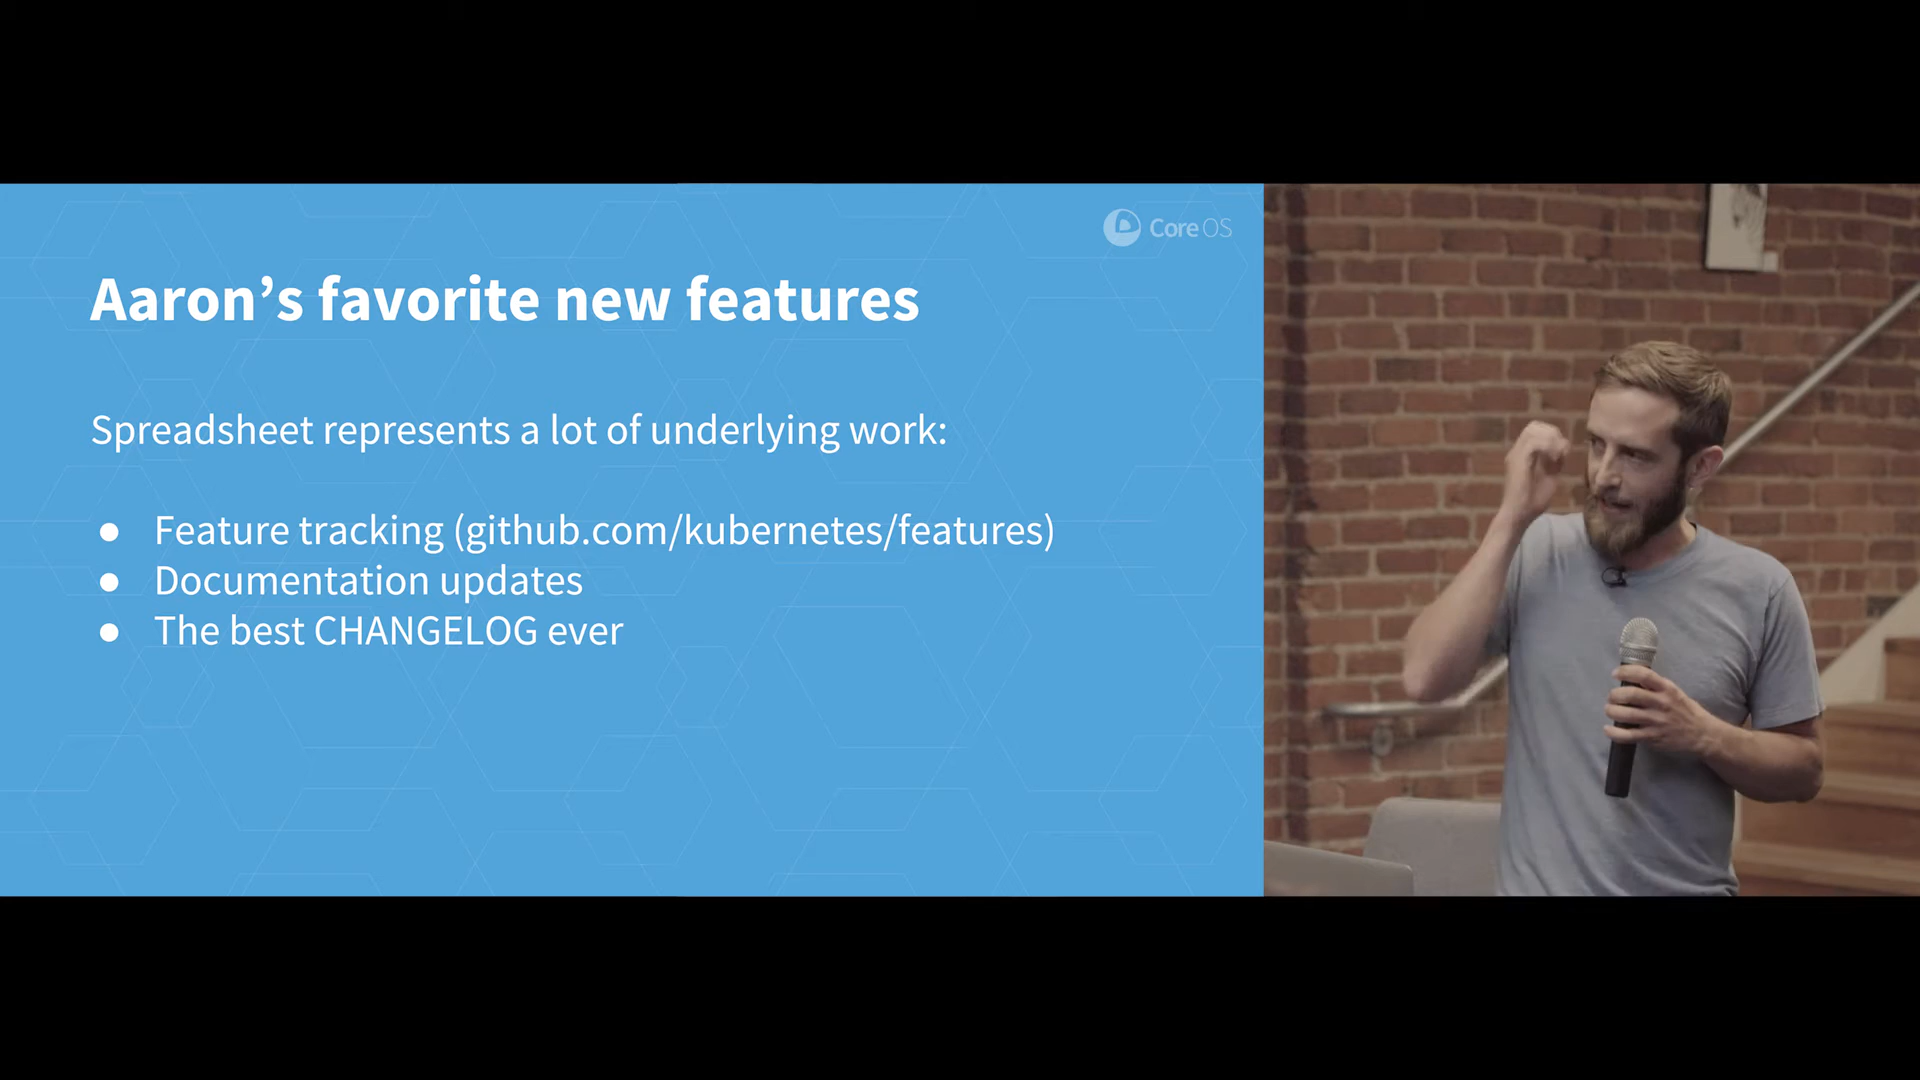 CoreOS
Aaron’s favorite new features
Spreadsheet represents a lot of underlying work:
● Feature tracking (github.com/kubernetes/features)
● Documentation updates
● The best CHANGELOG ever